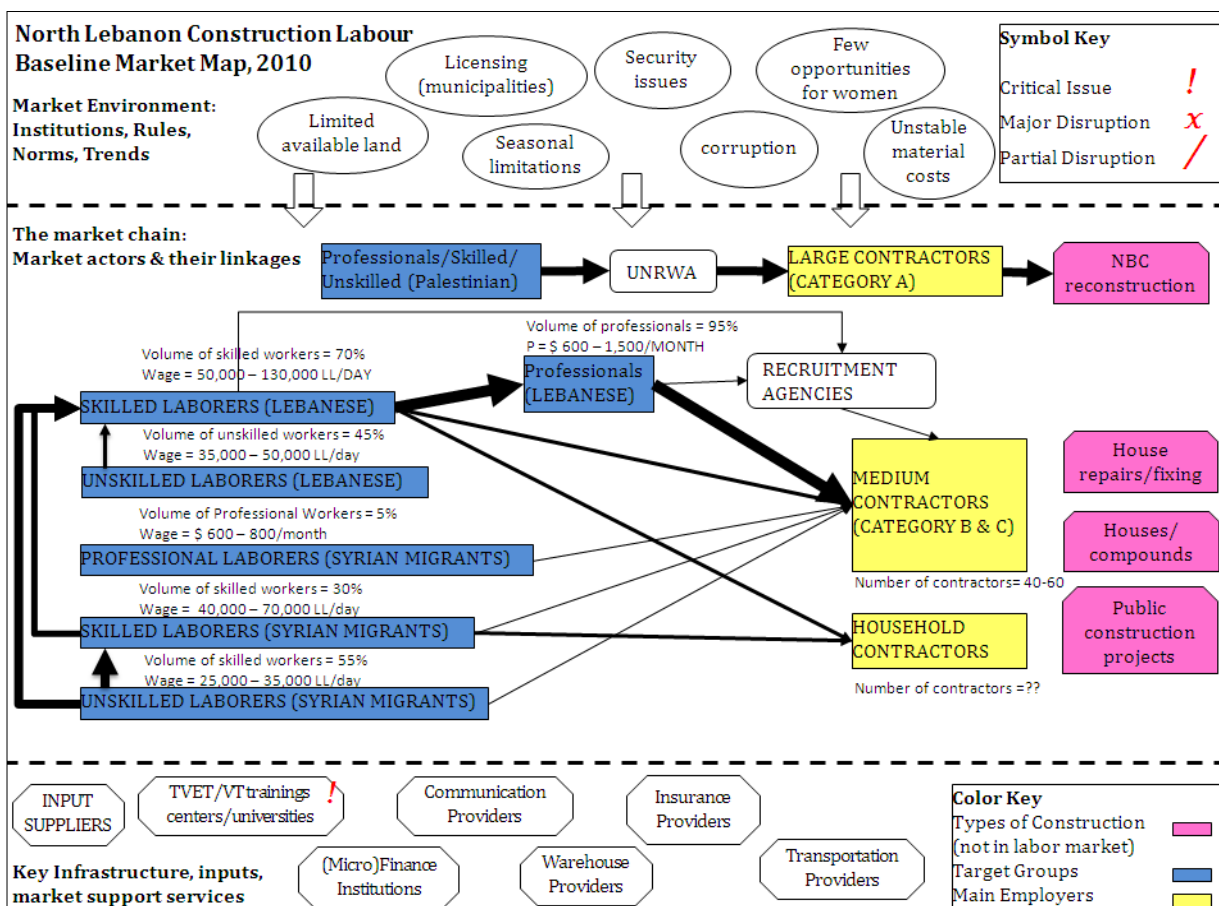 North Lebanon Construction Labour
Baseline Market Map, 2010
Market Environment:
Institutions, Rules,
Norms, Trends
Licensing
(municipalities)
Security
issues
Few
opportunities
for women
Limited
available land
Seasonal
limitations
corruption
Unstable
material
costs
Symbol Key
Critical Issue !
Major Disruption x
Partial Disruption /
The market chain:
Market actors & their linkages
Professionals/Skilled/
Unskilled (Palestinian)
UNRWA
LARGE CONTRACTORS
(CATEGORY A)
NBC
reconstruction
Volume of professionals = 95%
P = $ 600 – 1,500/MONTH
Professionals
(LEBANESE)
RECRUITMENT
AGENCIES
Volume of skilled workers = 70%
Wage = 50,000 – 130,000 LL/DAY
SKILLED LABORERS (LEBANESE)
Volume of unskilled workers = 45%
Wage = 35,000 – 50,000 LL/day
UNSKILLED LABORERS (LEBANESE)
Volume of Professional Workers = 5%
Wage = $ 600 – 800/month
PROFESSIONAL LABORERS (SYRIAN MIGRANTS)
Volume of skilled workers = 30%
Wage = 40,000 – 70,000 LL/day
SKILLED LABORERS (SYRIAN MIGRANTS)
Volume of skilled workers = 55%
Wage = 25,000 – 35,000 LL/day
UNSKILLED LABORERS (SYRIAN MIGRANTS)
MEDIUM
CONTRACTORS
(CATEGORY B & C)
Number of contractors= 40-60
HOUSEHOLD
CONTRACTORS
Number of contractors =??
House
repairs/fixing
Houses/
compounds
Public
construction
projects
INPUT
SUPPLIERS
TVET/VT trainings
centers/universities
!
Communication
Providers
Insurance
Providers
(Micro)Finance
Institutions
Warehouse
Providers
Transportation
Providers
Key Infrastructure, inputs,
market support services
Color Key
Types of Construction
(not in labor market)
Target Groups
Main Employers